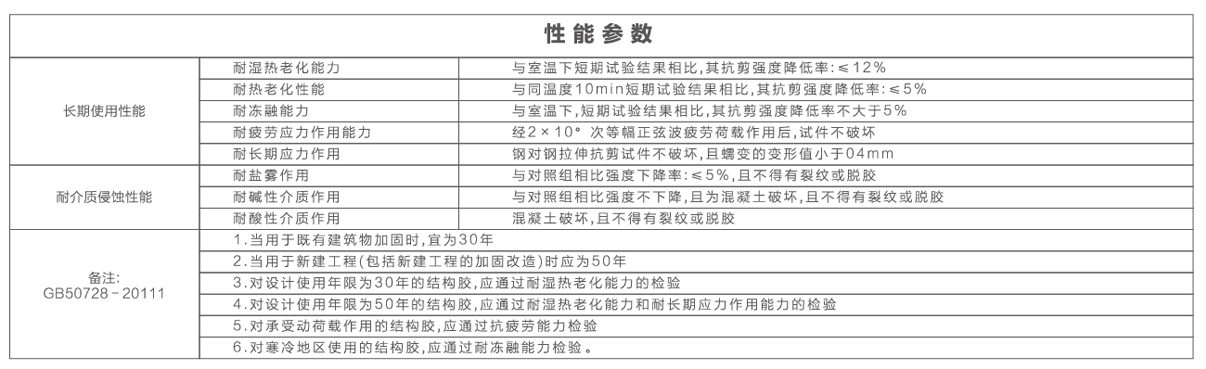 性能参数
长期使用性能
耐湿热老化能力 与室温下短期试验结果相比,其抗剪强度降低率:≤12%
耐热老化性能 与同温度10min短期试验结果相比,其抗剪强度降低率:≤5%
耐冻融能力 与室温下,短期试验结果相比,其抗剪强度降低率不大于5%
耐疲劳应力作用能力 经2×10° 次等幅正弦波疲劳荷载作用后,试件不破坏
耐长期应力作用 钢对钢拉伸抗剪试件不破坏,且蠕变的变形值小于04mm
耐介质侵蚀性能
耐盐雾作用 与对照组相比强度下降率:≤5%,且不得有裂纹或脱胶
耐碱性介质作用 与对照组相比强度不下降,且为混凝土破坏,且不得有裂纹或脱胶
耐酸性介质作用 混凝土破坏,且不得有裂纹或脱胶
备注:
GB50728-20111
1.当用于既有建筑物加固时,宜为30年
2.当用于新建工程(包括新建工程的加固改造)时应为50年
3.对设计使用年限为30年的结构胶,应通过耐湿热老化能力的检验
4.对设计使用年限为50年的结构胶,应通过耐湿热老化能力和耐长期应力作用能力的检验
5.对承受动荷载作用的结构胶,应通过抗疲劳能力检验
6.对寒冷地区使用的结构胶,应通过耐冻融能力检验。